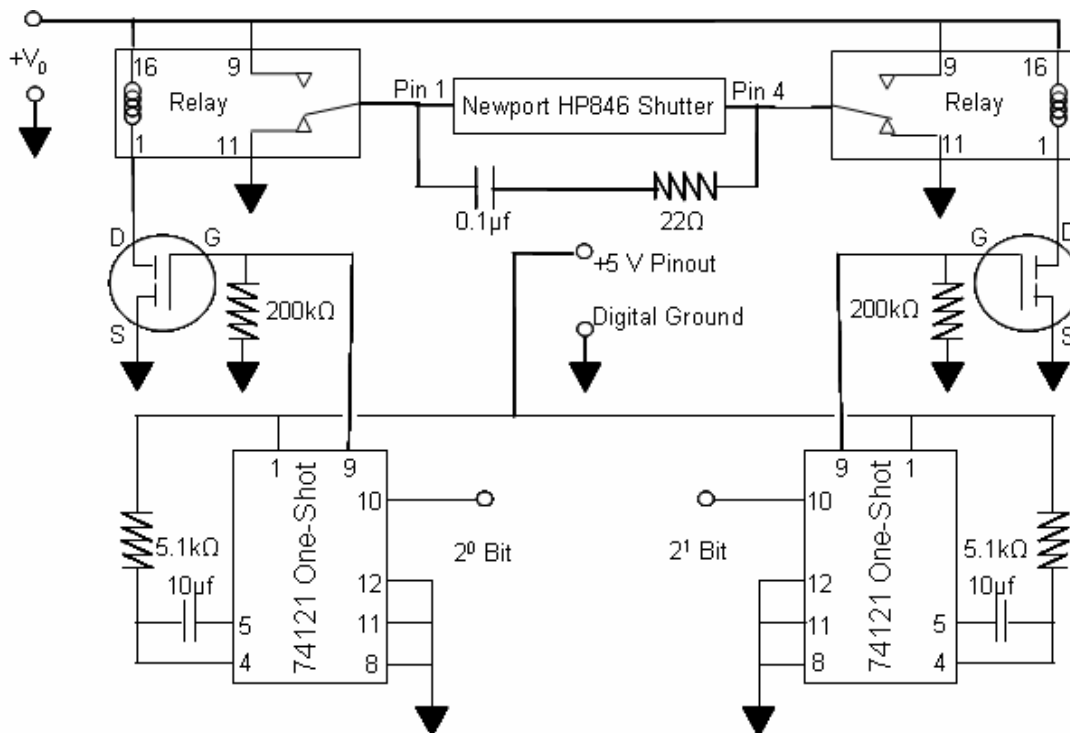 +V0
16
9
Relay
1
11
Pin 1
Newport HP846 Shutter
Pin 4
9
16
Relay
11
1
0.1µf
22Ω
D
G
S
200kΩ
+5 V Pinout
Digital Ground
G
D
S
200kΩ
1
9
10
74121 One-Shot
12
11
8
5
4
5.1kΩ
10µf
2⁰ Bit
2¹ Bit
9
1
10
74121 One-Shot
12
11
8
5
4
5.1kΩ
10µf